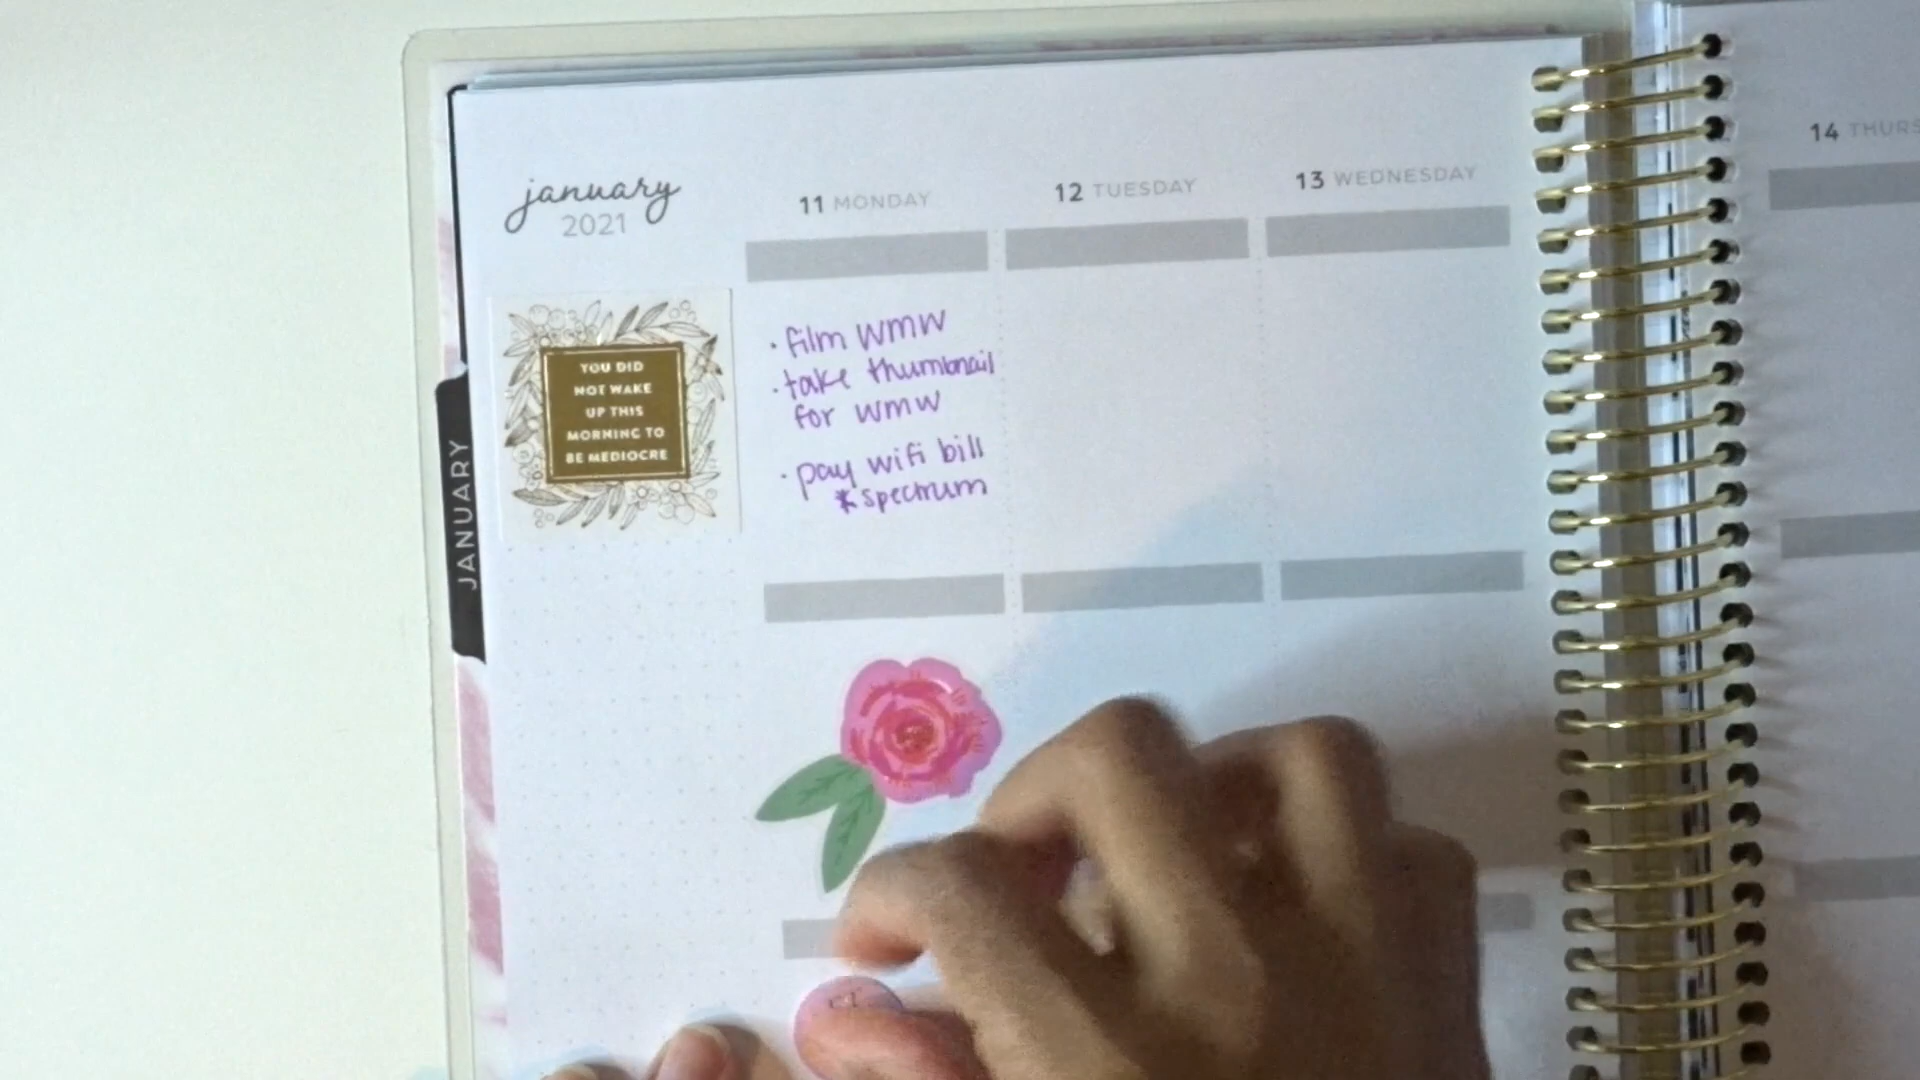 january
2021
11 MONDAY
12 TUESDAY
13 WEDNESDAY
14
JANUARY
YOU DID
NOT WAKE
UP THIS
MORNING TO
BE MEDIOCRE
· film wmw
· take thumbnail
for wmw
· pay wifi bill
* spectrum